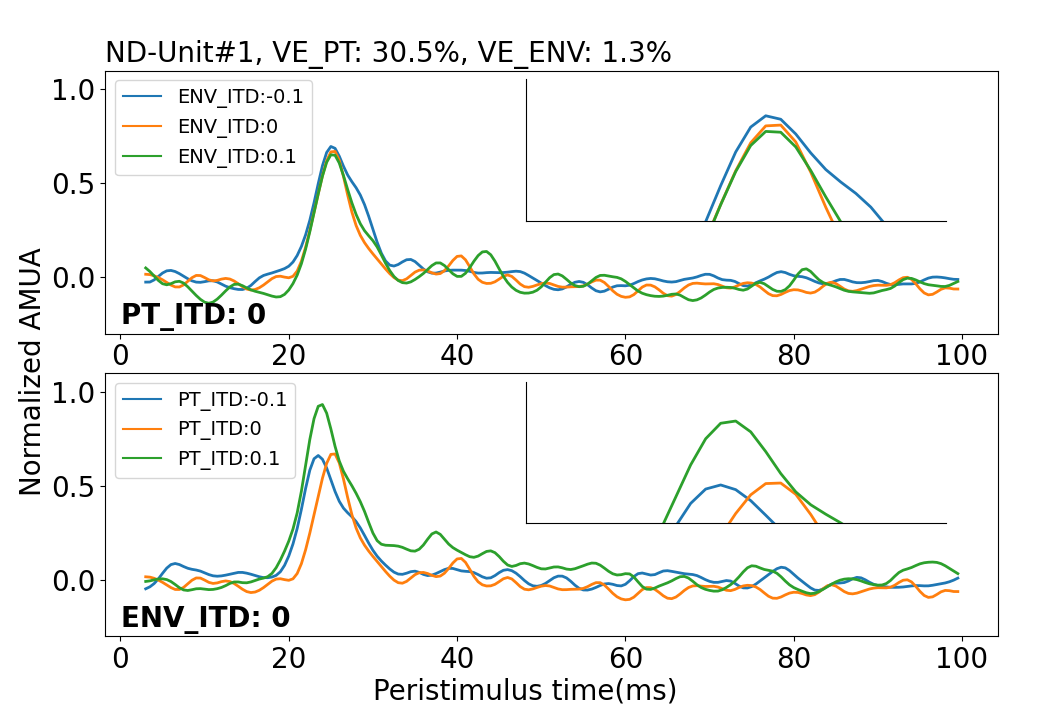 ND-Unit#1, VE_PT: 30.5%, VE_ENV: 1.3%
1.0
0.5
0.0
ENV_ITD:-0.1
ENV_ITD:0
ENV_ITD:0.1
PT_ITD: 0
0 20 40 60 80 100
Normalized AMUA
1.0
0.5
0.0
PT_ITD:-0.1
PT_ITD:0
PT_ITD:0.1
ENV_ITD: 0
0 20 40 60 80 100
Peristimulus time(ms)